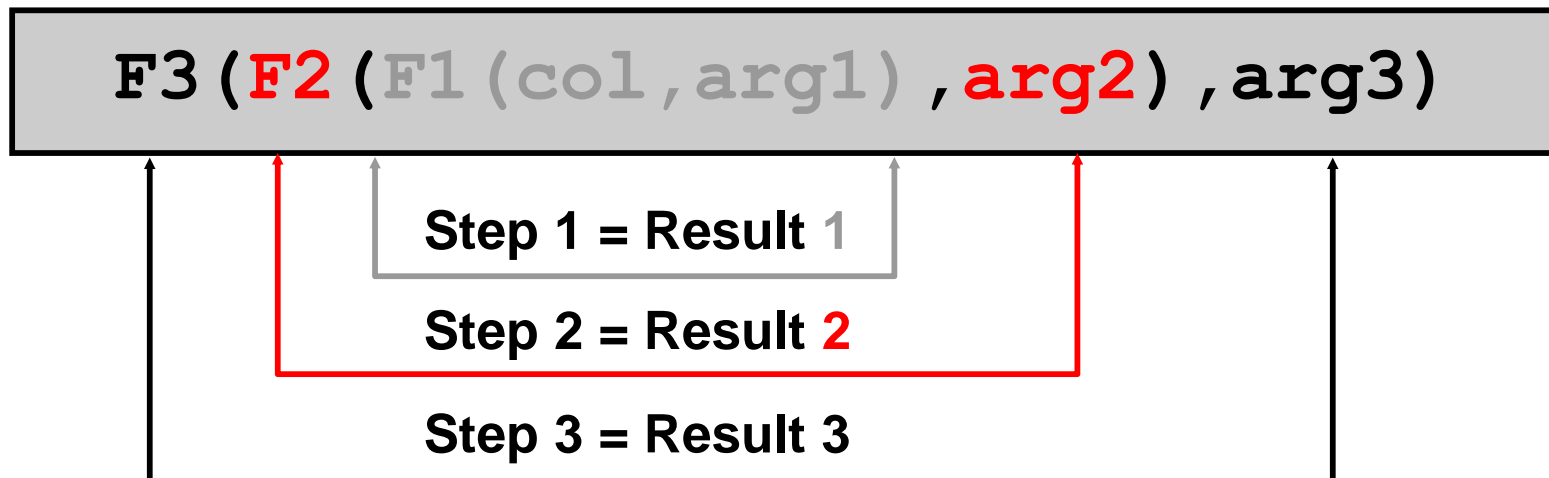 F3(F2(F1(col,arg1),arg2),arg3)
Step 1 = Result 1
Step 2 = Result 2
Step 3 = Result 3